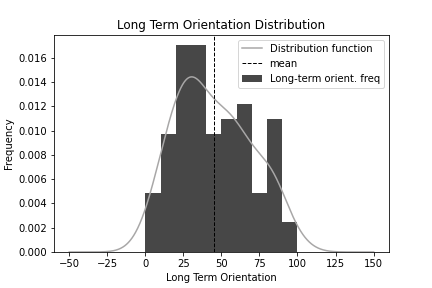 Long Term Orientation Distribution
Distribution function
mean
Long-term orient. freq
Frequency
0.016
0.014
0.012
0.010
0.008
0.006
0.004
0.002
0.000
−50 −25 0 25 50 75 100 125 150
Long Term Orientation